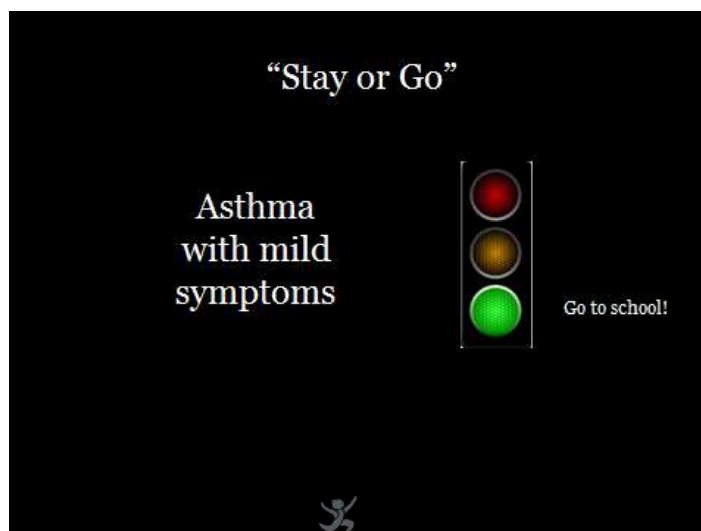 “Stay or Go”
Asthma
with mild
symptoms
Go to school!